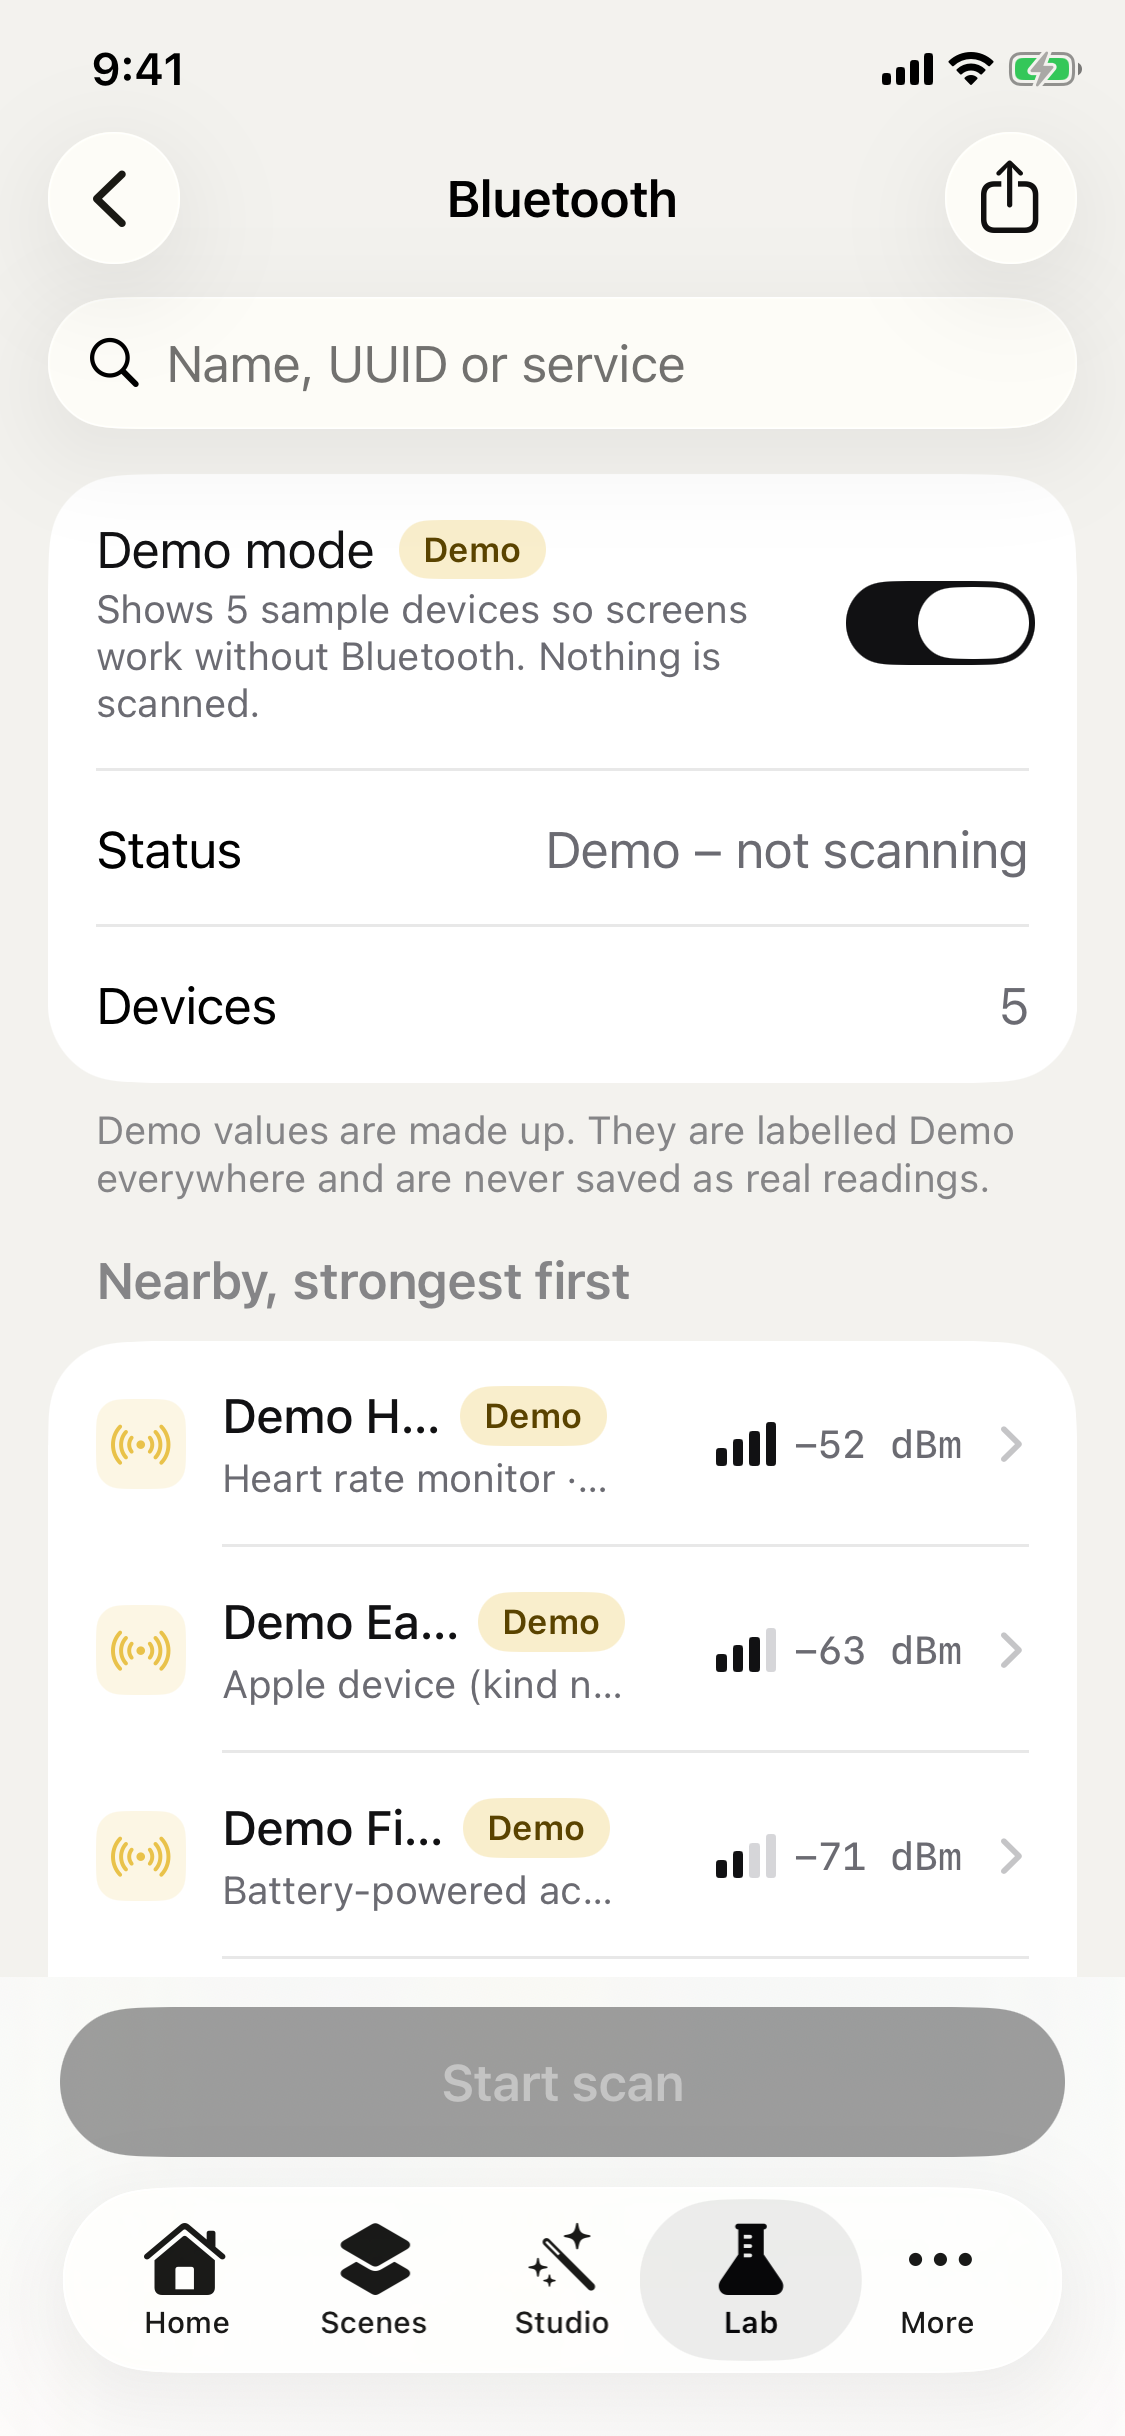 9:41
Bluetooth
Name, UUID or service
Demo mode Demo
Shows 5 sample devices so screens
work without Bluetooth. Nothing is
scanned.
Status Demo – not scanning
Devices 5
Demo values are made up. They are labelled Demo
everywhere and are never saved as real readings.
Nearby, strongest first
Demo H... Demo
Heart rate monitor ·...
−52 dBm
Demo Ea... Demo
Apple device (kind n...
−63 dBm
Demo Fi... Demo
Battery-powered ac...
−71 dBm
Start scan
Home Scenes Studio Lab More